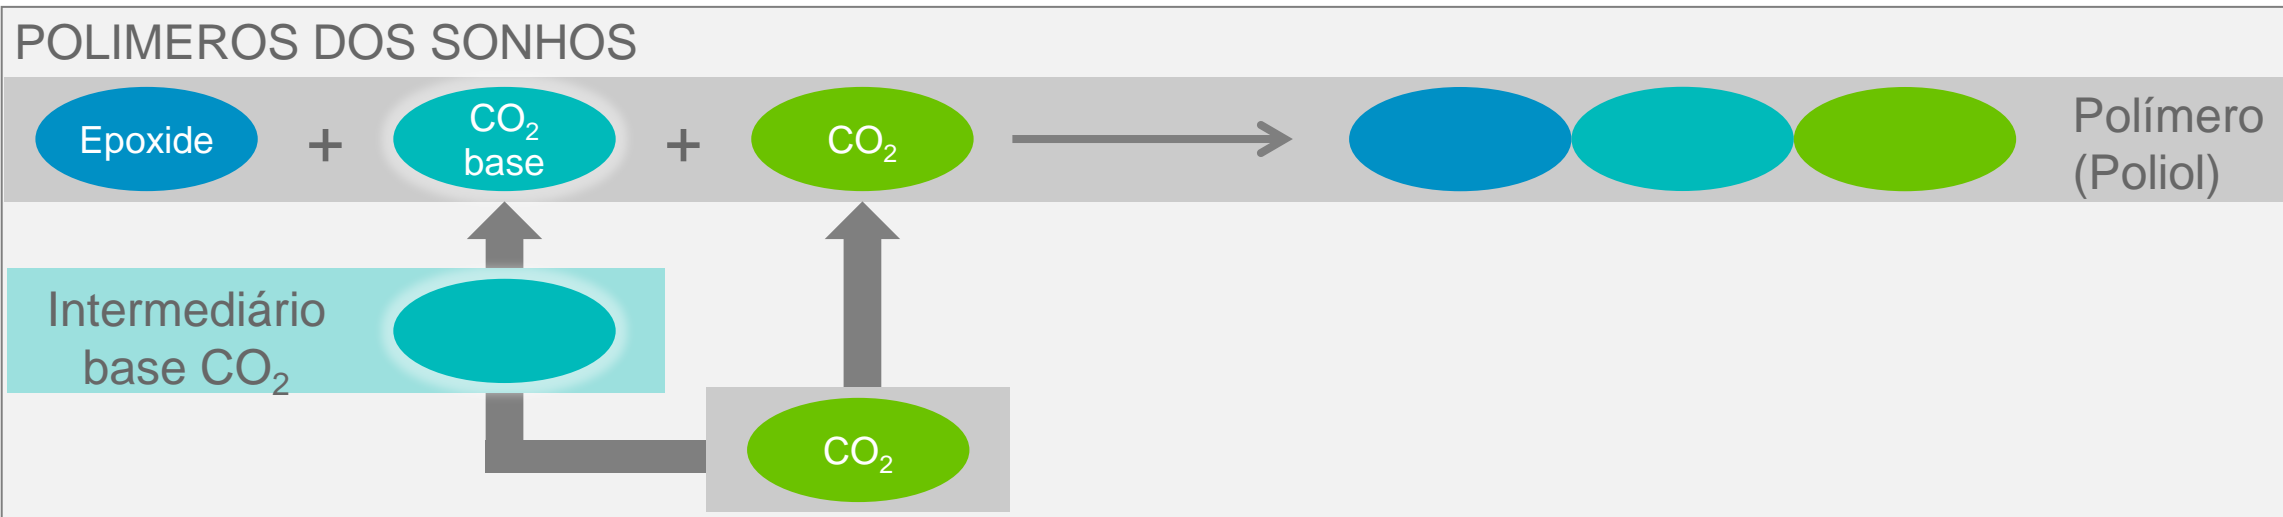 POLIMEROS DOS SONHOS
Epoxide
+
CO₂
base
+
CO₂
Polímero
(Poliol)
Intermediário
base CO₂
CO₂